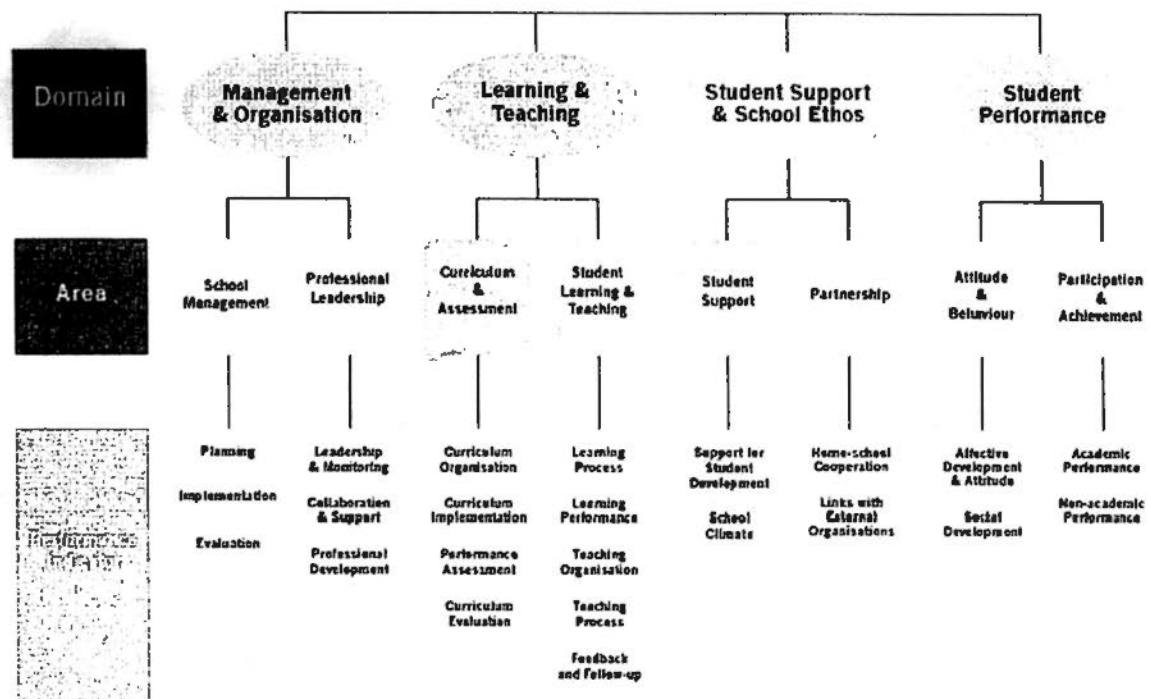 Domain
Management
& Organisation
Learning &
Teaching
Student Support
& School Ethos
Student
Performance
Area
School
Management
Professional
Leadership
Curriculum
&
Assessment
Student
Learning &
Teaching
Student
Support
Partnership
Attitude
&
Behaviour
Participation
&
Achievement
Performance
Planning
Implementation
Evaluation
Leadership
& Monitoring
Collaboration
& Support
Professional
Development
Curriculum
Organisation
Curriculum
Implementation
Performance
Assessment
Curriculum
Evaluation
Learning
Process
Learning
Performance
Teaching
Organisation
Teaching
Process
Feedback
and Follow-up
Support for
Student
Development
School
Climate
Home-school
Cooperation
Links with
External
Organisations
Affective
Development
& Attitude
Social
Development
Academic
Performance
Non-academic
Performance